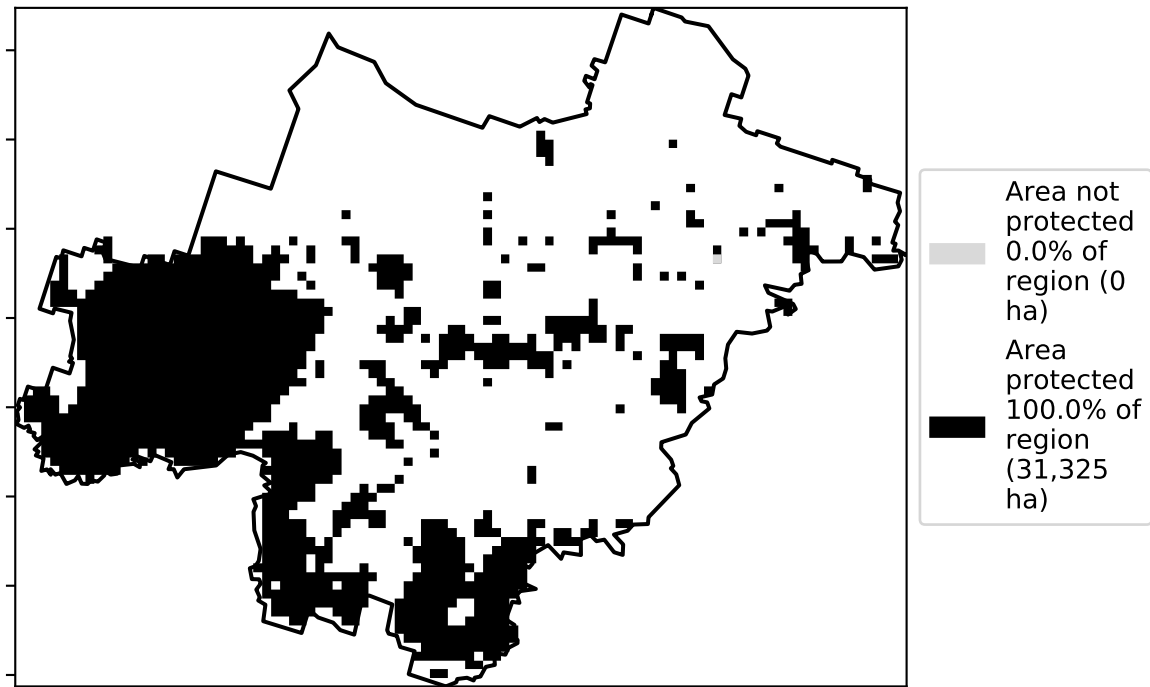 Area not
protected
0.0% of
region (0
ha)
Area
protected
100.0% of
region
(31,325
ha)